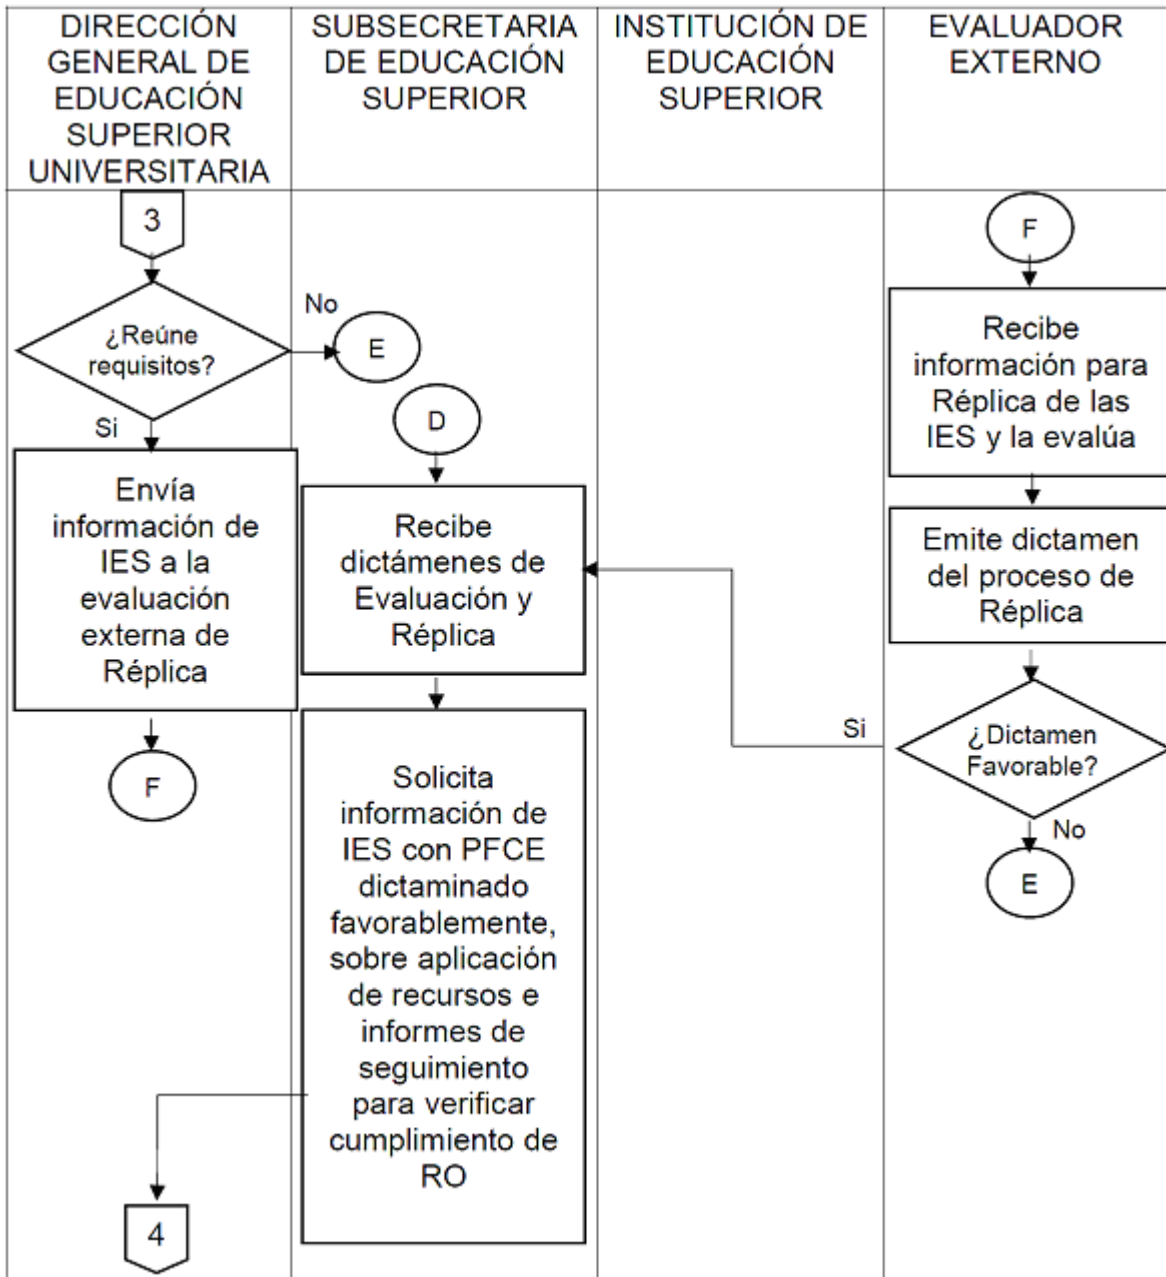 DIRECCIÓN
GENERAL DE
EDUCACIÓN
SUPERIOR
UNIVERSITARIA
SUBSECRETARIA
DE EDUCACIÓN
SUPERIOR
INSTITUCIÓN DE
EDUCACIÓN
SUPERIOR
EVALUADOR
EXTERNO
3
¿Reúne
requisitos?
No
E
Si
Envía
información de
IES a la
evaluación
externa de
Réplica
F
D
Recibe
dictámenes de
Evaluación y
Réplica
Solicita
información de
IES con PFCE
dictaminado
favorablemente,
sobre aplicación
de recursos e
informes de
seguimiento
para verificar
cumplimiento de
RO
4
F
Recibe
información para
Réplica de las
IES y la evalúa
Emite dictamen
del proceso de
Réplica
¿Dictamen
Favorable?
Si
No
E